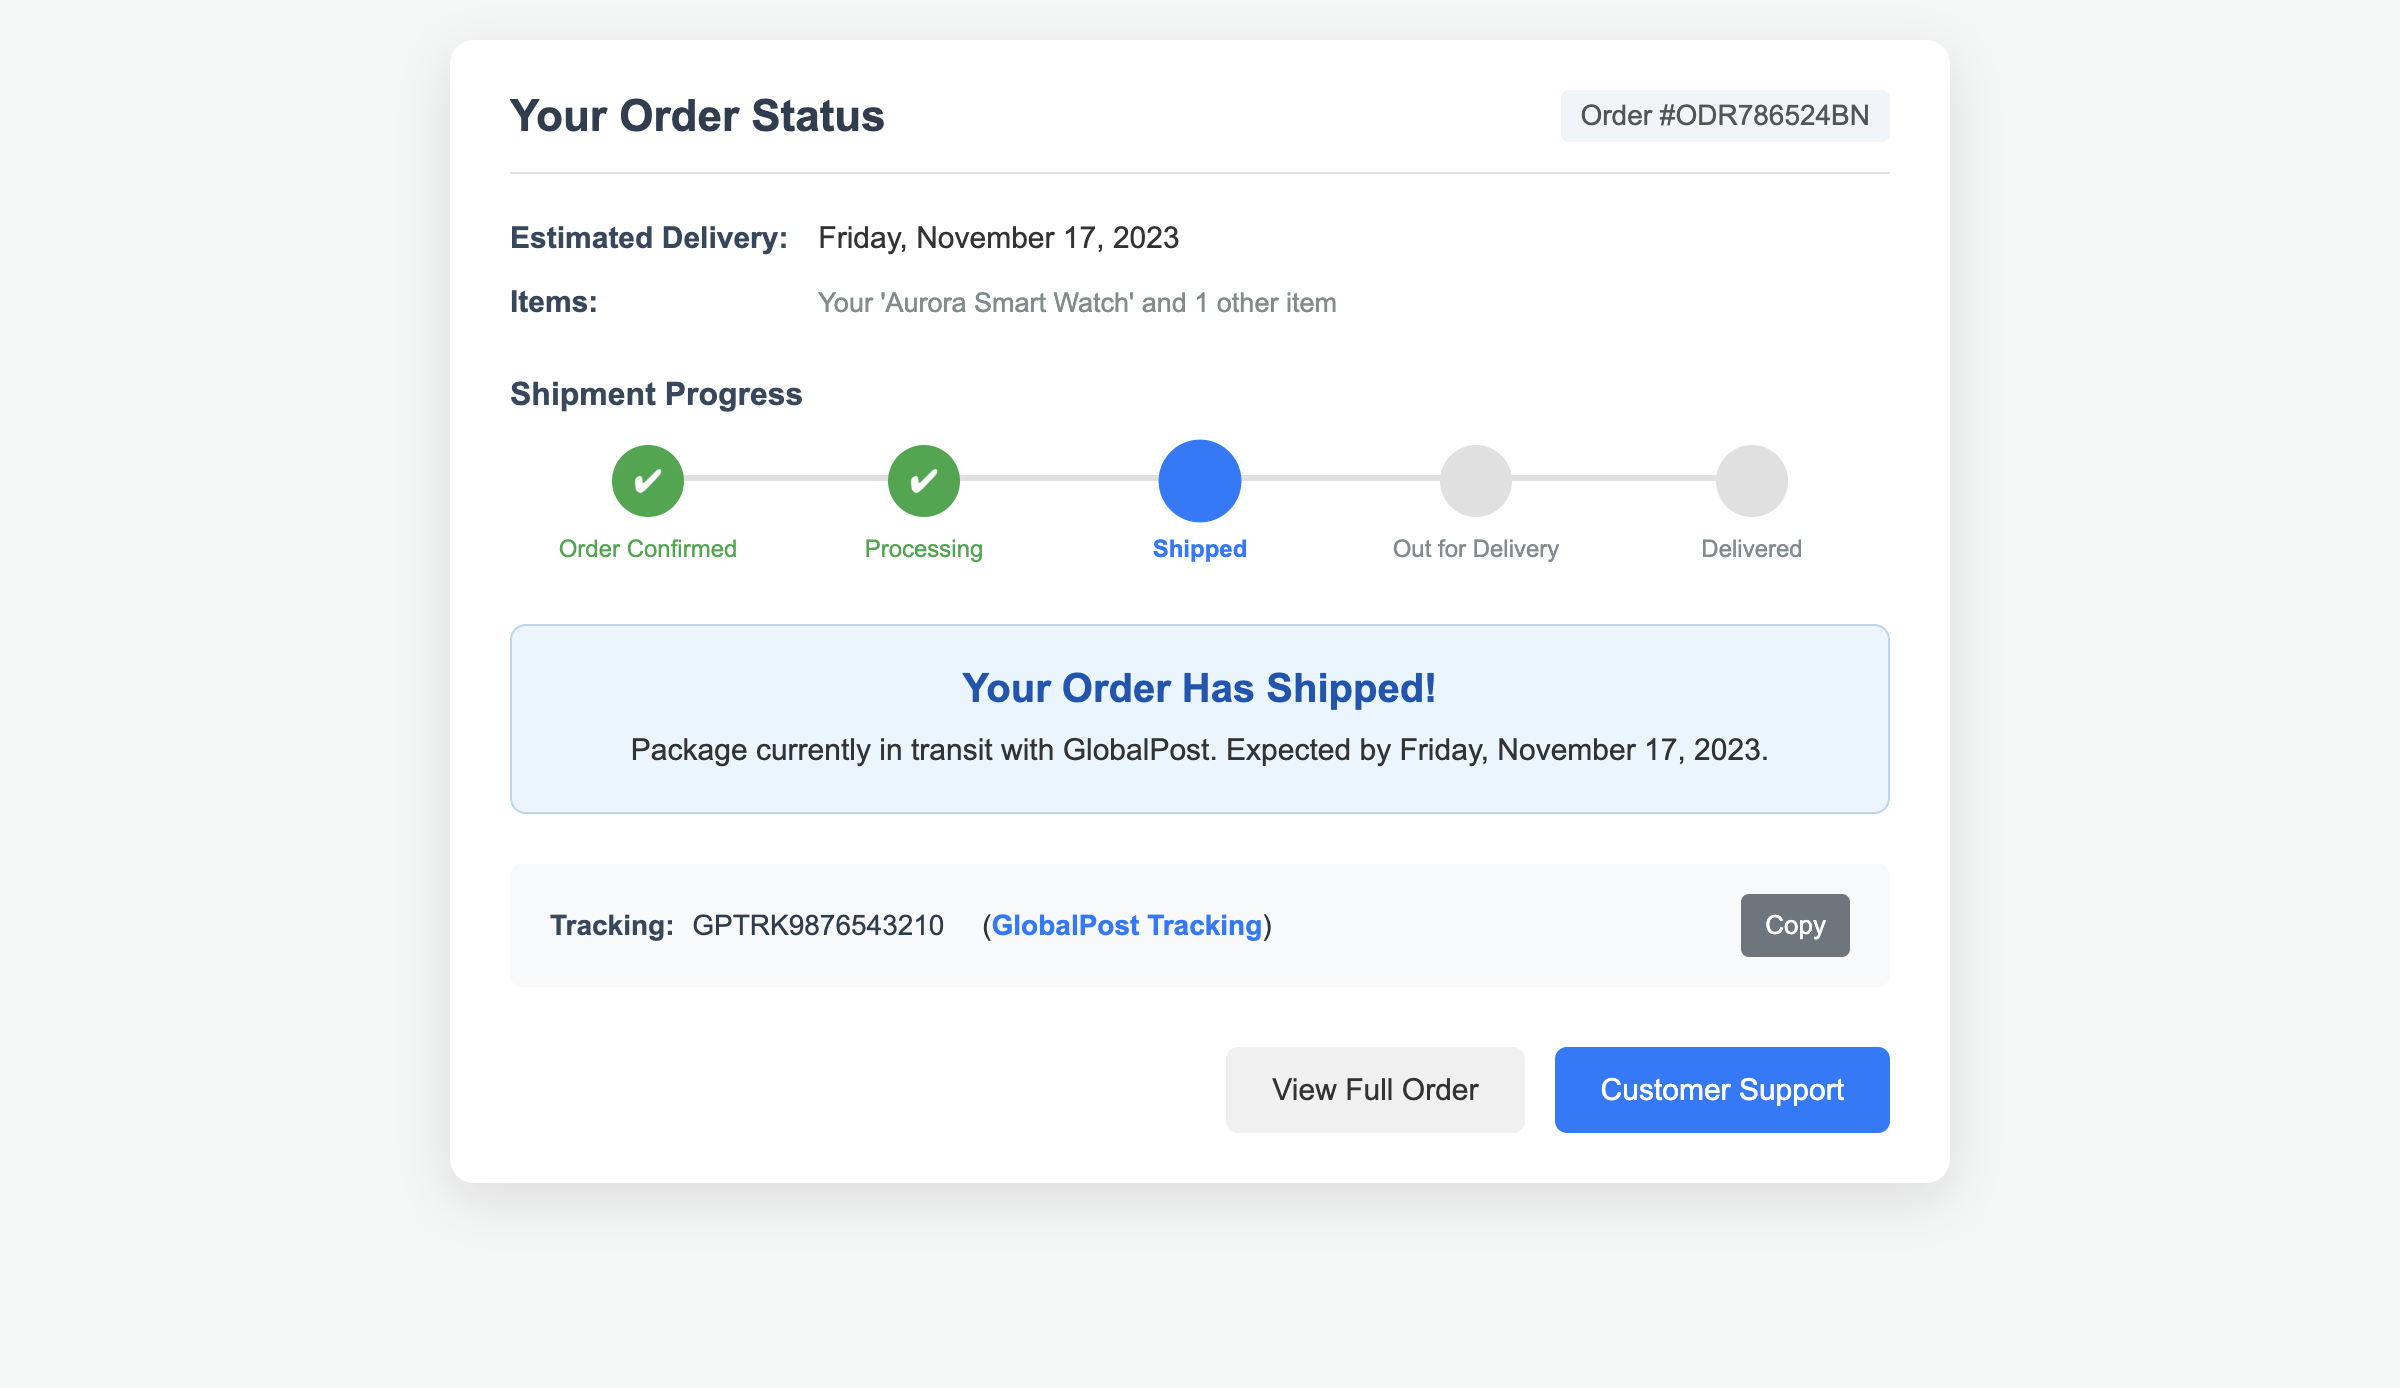 Your Order Status
Order #ODR786524BN
Estimated Delivery: Friday, November 17, 2023
Items: Your 'Aurora Smart Watch' and 1 other item
Shipment Progress
✔ ✔
Order Confirmed Processing Shipped Out for Delivery Delivered
Your Order Has Shipped!
Package currently in transit with GlobalPost. Expected by Friday, November 17, 2023.
Tracking: GPTRK9876543210 (GlobalPost Tracking) Copy
View Full Order Customer Support